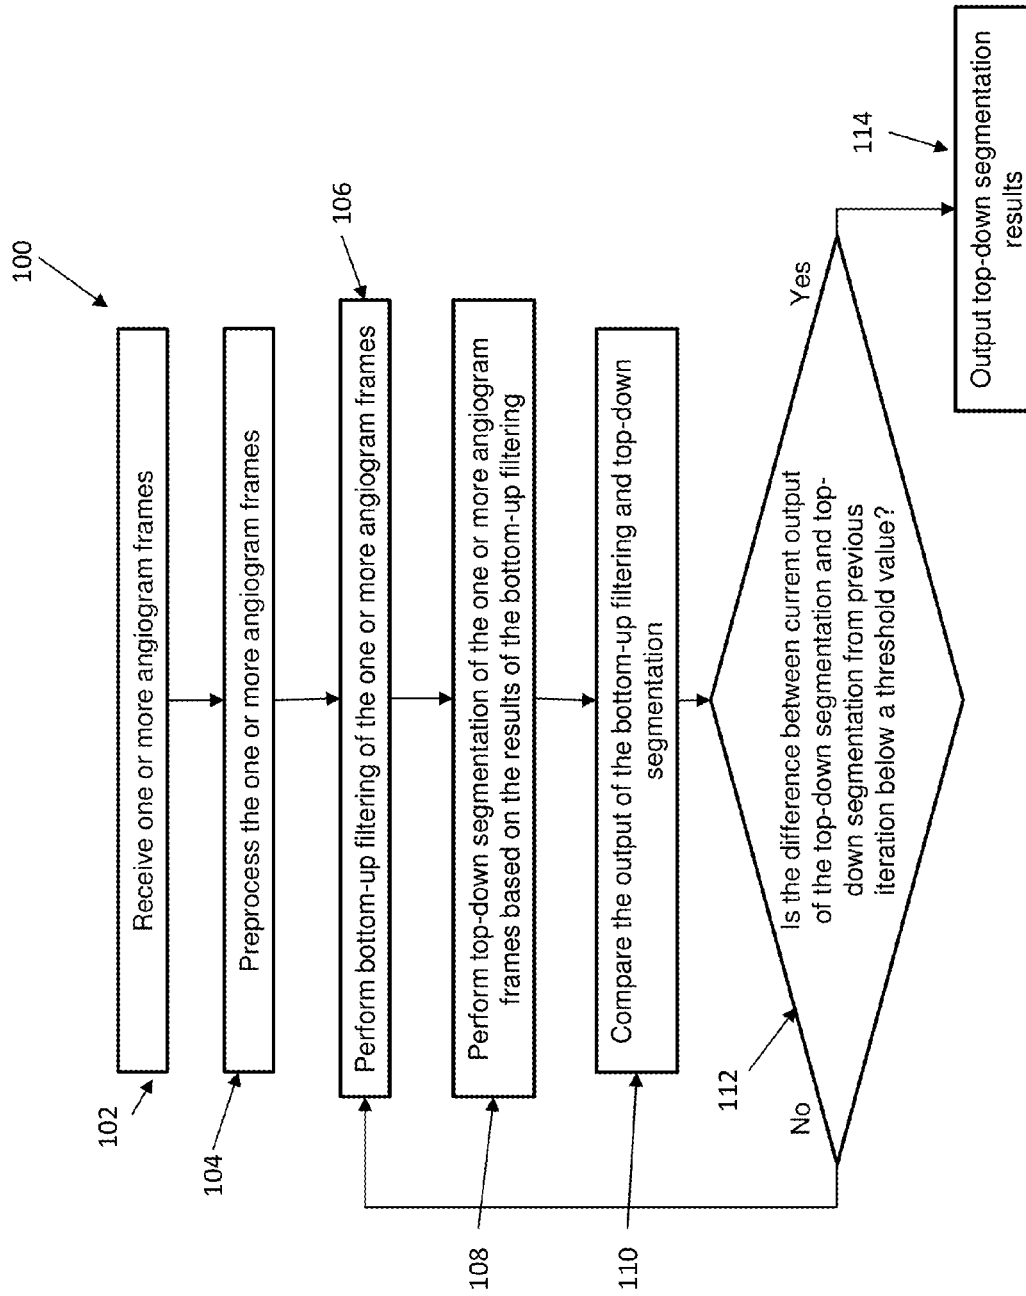 100
102
Receive one or more angiogram frames
104
Preprocess the one or more angiogram frames
106
Perform bottom-up filtering of the one or more angiogram frames
108
Perform top-down segmentation of the one or more angiogram
frames based on the results of the bottom-up filtering
110
Compare the output of the bottom-up filtering and top-down
segmentation
112
Is the difference between current output
of the top-down segmentation and top-
down segmentation from previous
iteration below a threshold value?
No
Yes
114
Output top-down segmentation
results